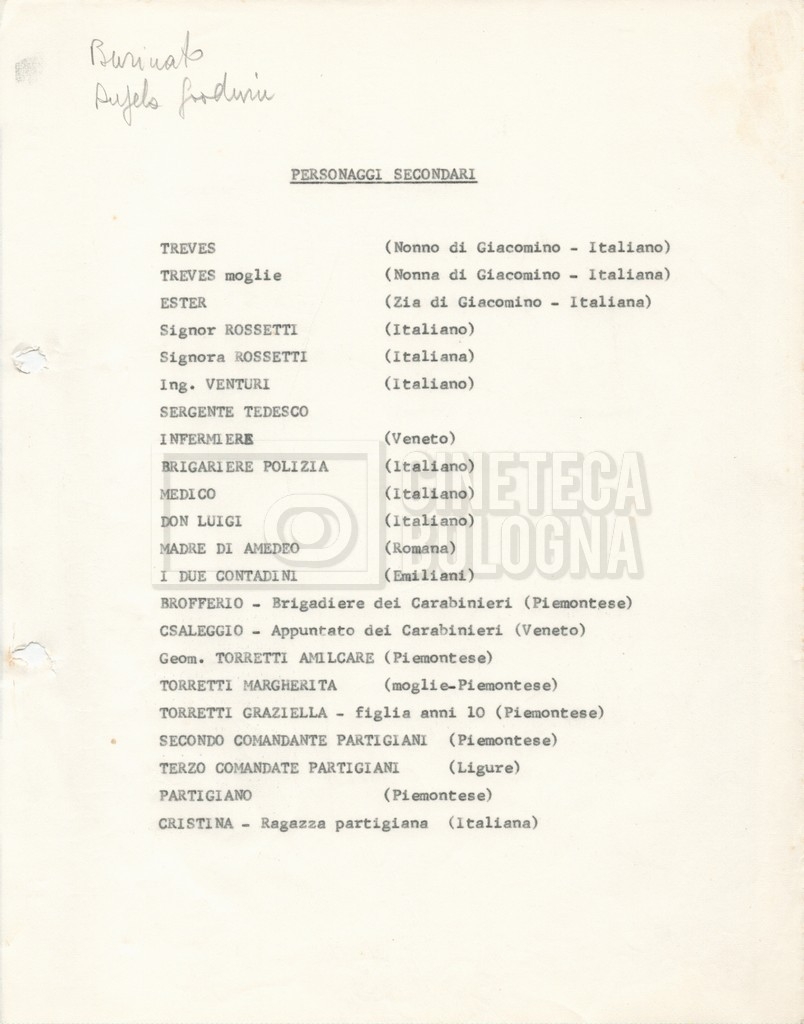 Burinato
Angelo Goodwin
PERSONAGGI SECONDARI
TREVES (Nonno di Giacomino - Italiano)
TREVES moglie (Nonna di Giacomino - Italiana)
ESTER (Zia di Giacomino - Italiana)
Signor ROSSETTI (Italiano)
Signora ROSSETTI (Italiana)
Ing. VENTURI (Italiano)
SERGENTE TEDESCO
INFERMIERE (Veneto)
BRIGARIERE POLIZIA (Italiano)
MEDICO (Italiano)
DON LUIGI (Italiano)
MADRE DI AMEDEO (Romana)
I DUE CONTADINI (Emiliani)
BROFFERIO - Brigadiere dei Carabinieri (Piemontese)
CSALEGGIO - Appuntato dei Carabinieri (Veneto)
Geom. TORRETTI AMILCARE (Piemontese)
TORRETTI MARGHERITA (moglie-Piemontese)
TORRETTI GRAZIELLA - figlia anni 10 (Piemontese)
SECONDO COMANDANTE PARTIGIANI (Piemontese)
TERZO COMANDATE PARTIGIANI (Ligure)
PARTIGIANO (Piemontese)
CRISTINA - Ragazza partigiana (Italiana)
CINETECA
BOLOGNA